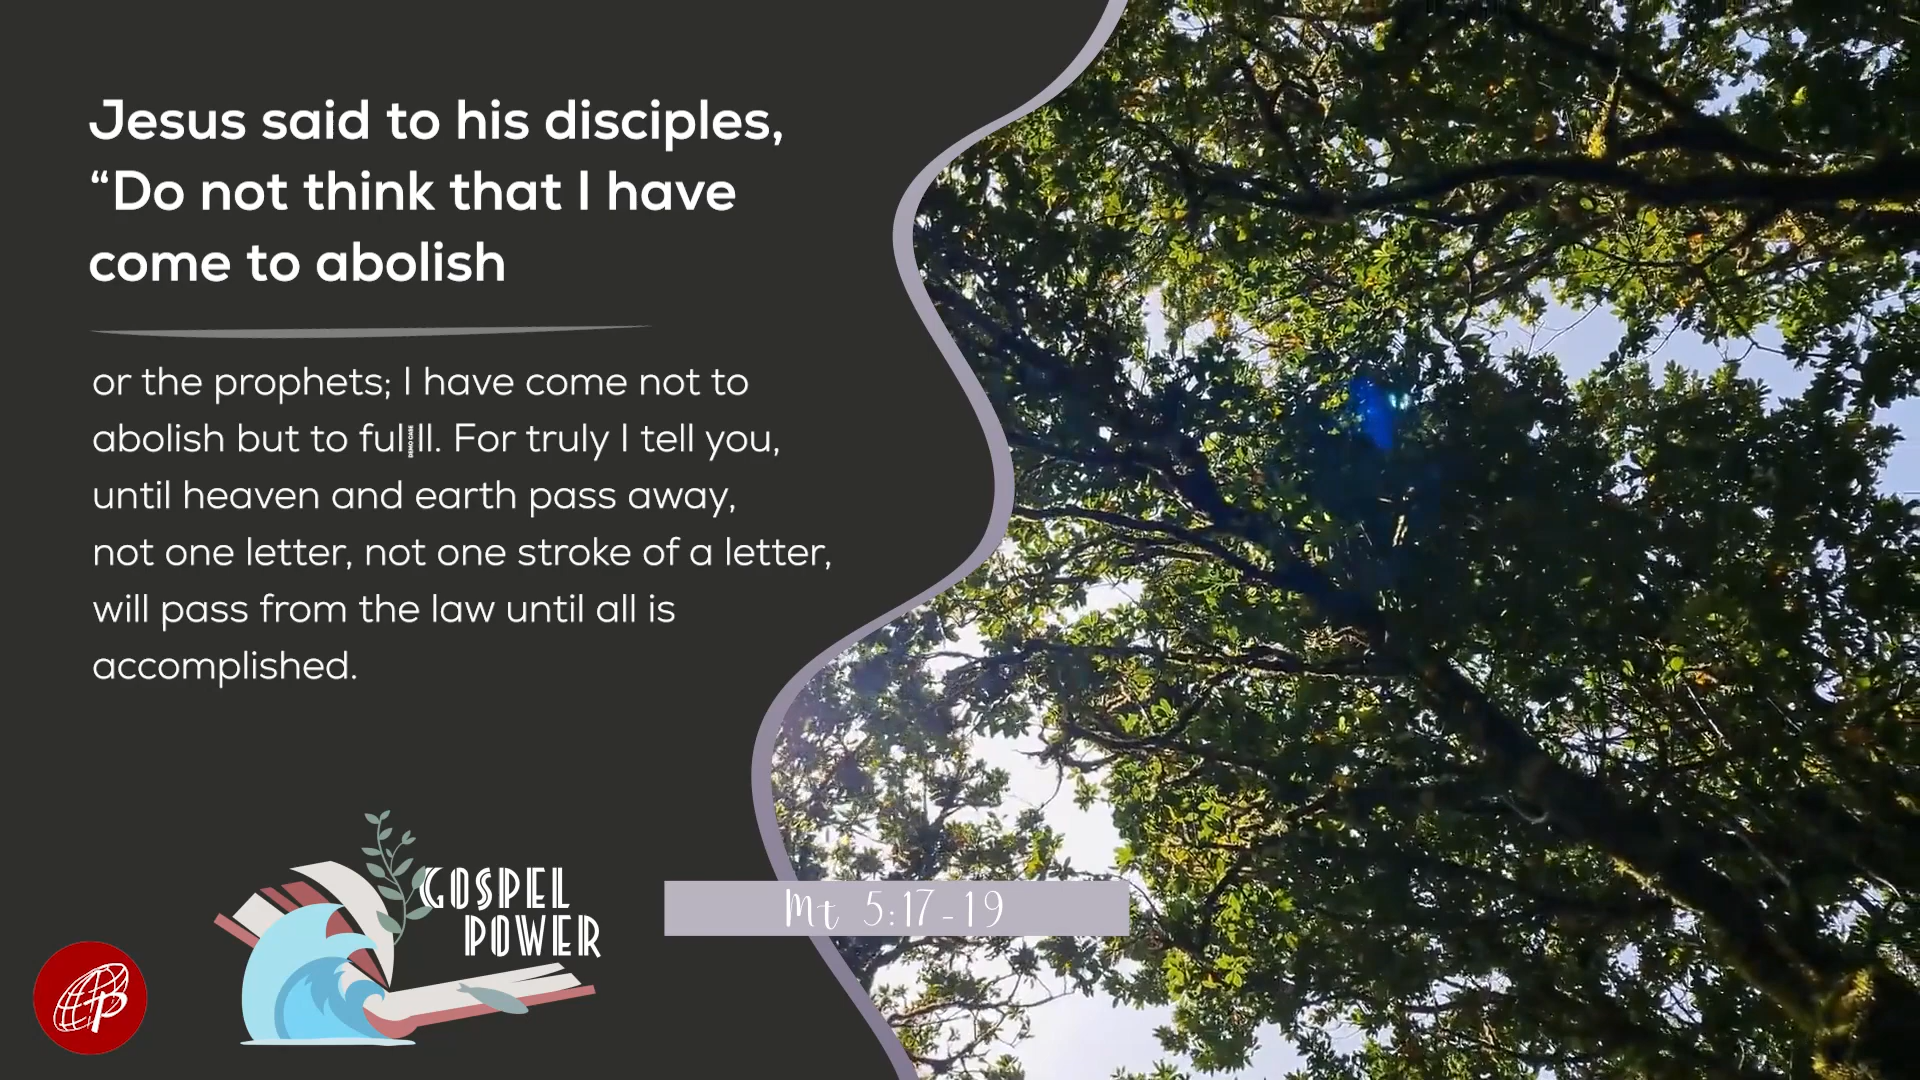 Jesus said to his disciples,
“Do not think that I have
come to abolish
or the prophets; I have come not to
abolish but to ful ll. For truly I tell you,
until heaven and earth pass away,
not one letter, not one stroke of a letter,
will pass from the law until all is
accomplished.
GOSPEL
POWER
Mt 5:17-19